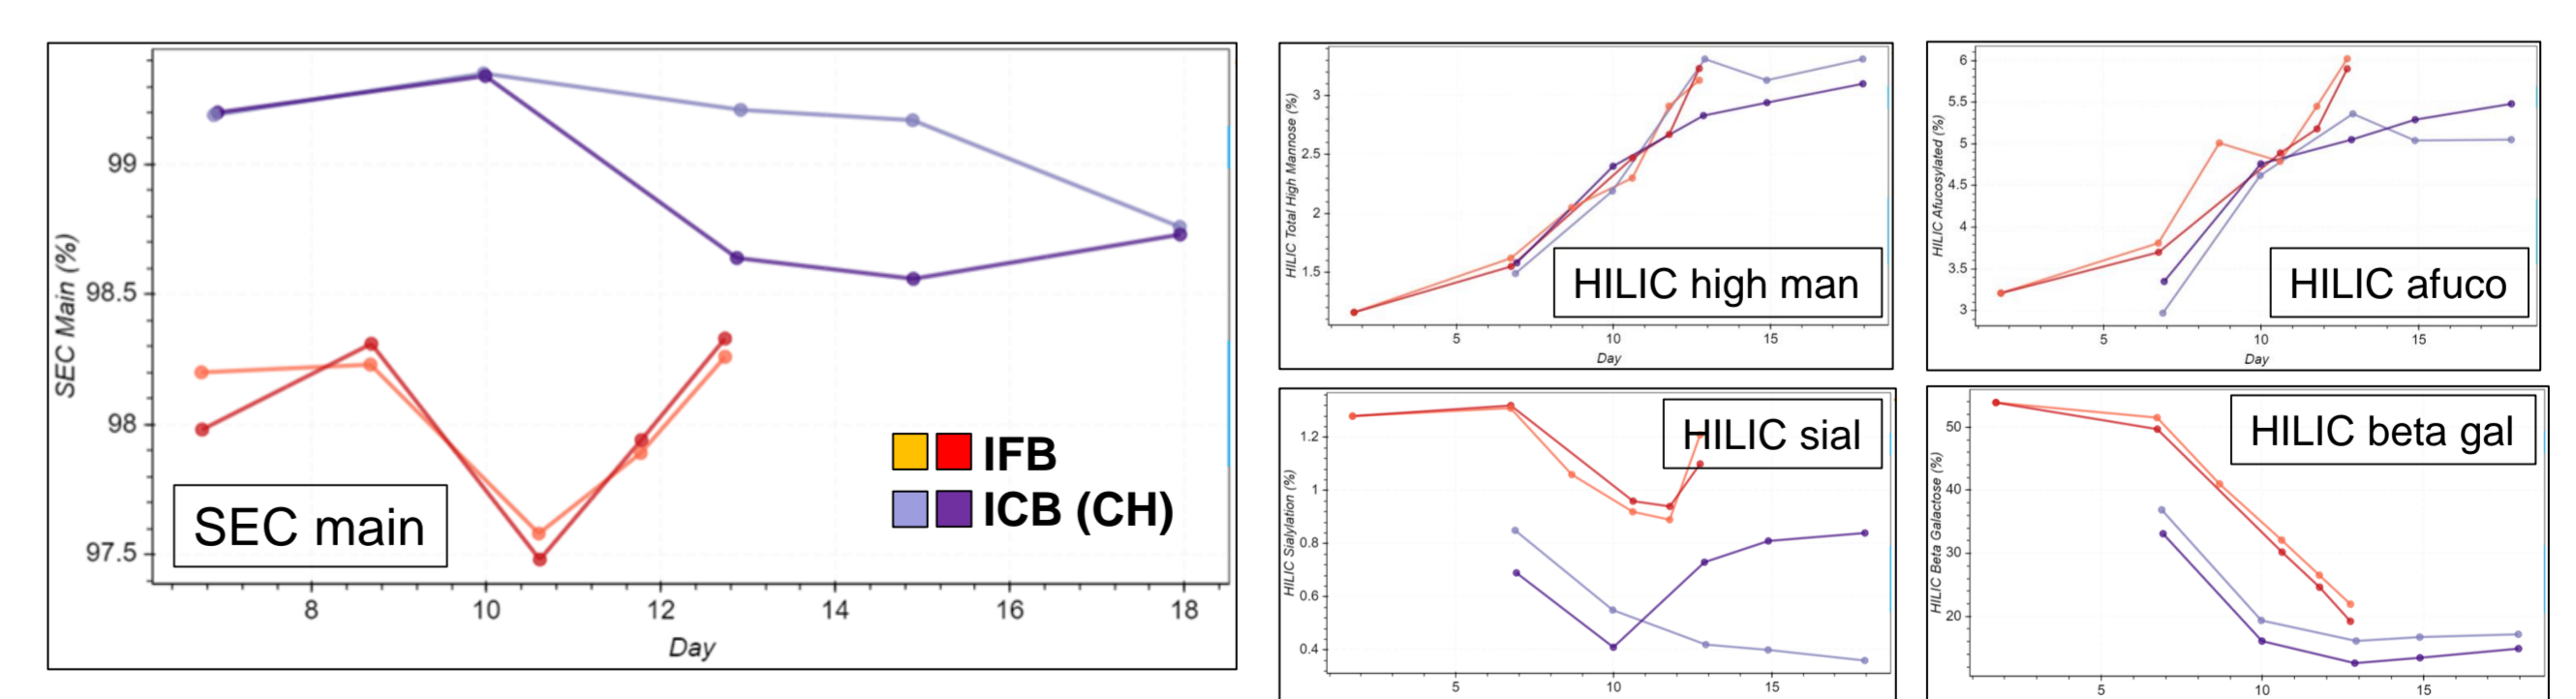 SEC Main (%)
99
98.5
98
97.5
8 10 12 14 16 18
Day
SEC main
IFB
ICB (CH)
HILIC Total High Mannose (%)
3
2.5
2
1.5
5 10 15
Day
HILIC high man
HILIC Afucosylated (%)
6
5.5
5
4.5
4
3.5
3
5 10 15
Day
HILIC afuco
HILIC Sialylation (%)
1.2
1
0.8
0.6
0.4
5 10 15
HILIC sial
HILIC Beta Galactose (%)
50
40
30
20
5 10 15
HILIC beta gal